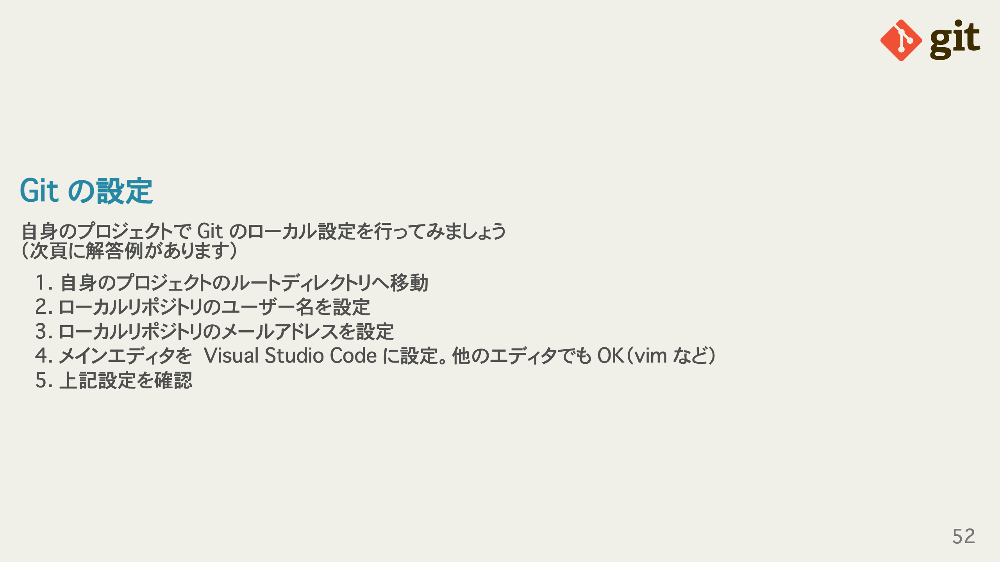 git
Git の設定
自身のプロジェクトで Git のローカル設定を行ってみましょう
（次頁に解答例があります）
1. 自身のプロジェクトのルートディレクトリへ移動
2. ローカルリポジトリのユーザー名を設定
3. ローカルリポジトリのメールアドレスを設定
4. メインエディタを Visual Studio Code に設定。他のエディタでも OK（vim など）
5. 上記設定を確認
52